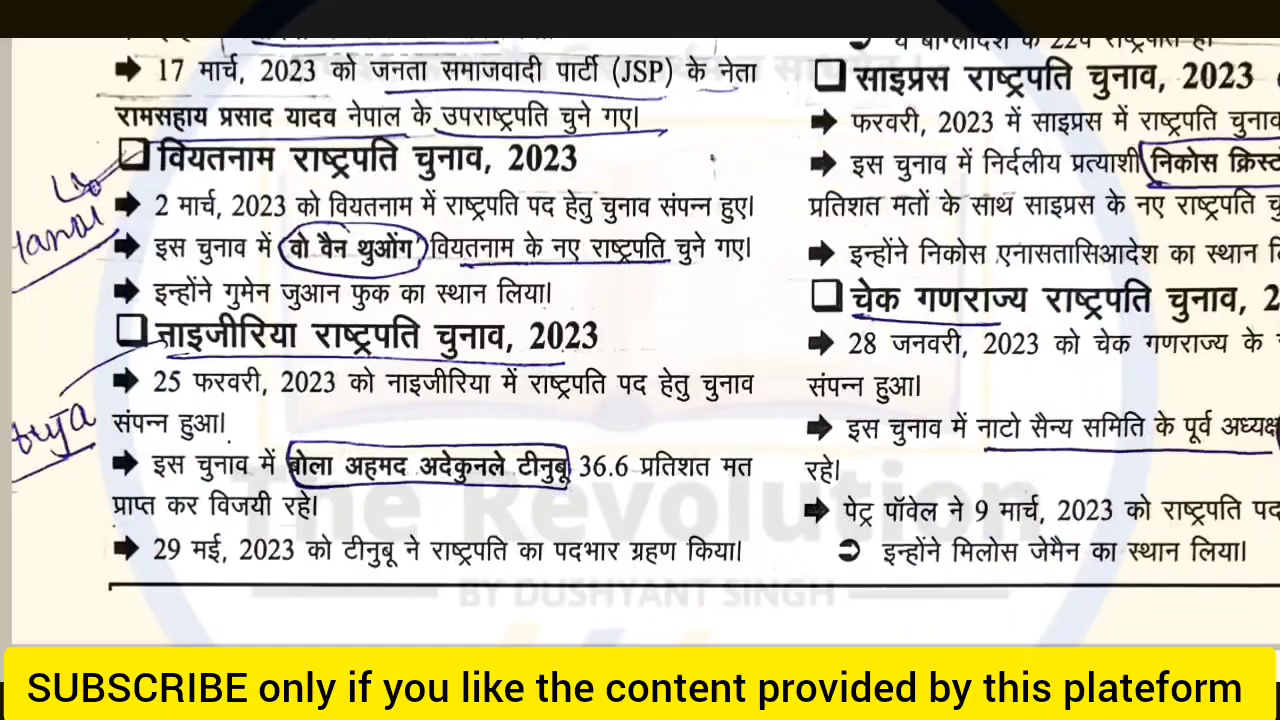 ➡ 17 मार्च, 2023 को जनता समाजवादी पार्टी (JSP) के नेता
रामसहाय प्रसाद यादव नेपाल के उपराष्ट्रपति चुने गए।
वियतनाम राष्ट्रपति चुनाव, 2023
➡ 2 मार्च, 2023 को वियतनाम में राष्ट्रपति पद हेतु चुनाव संपन्न हुए।
➡ इस चुनाव में वो वैन थुओंग वियतनाम के नए राष्ट्रपति चुने गए।
➡ इन्होंने गुमेन जुआन फुक का स्थान लिया।
नाइजीरिया राष्ट्रपति चुनाव, 2023
➡ 25 फरवरी, 2023 को नाइजीरिया में राष्ट्रपति पद हेतु चुनाव
संपन्न हुआ।
➡ इस चुनाव में बोला अहमद अदेकुनले टीनुबू 36.6 प्रतिशत मत
प्राप्त कर विजयी रहे।
➡ 29 मई, 2023 को टीनुबू ने राष्ट्रपति का पदभार ग्रहण किया।
ये बांग्लादेश के 22वें राष्ट्रपति हैं।
साइप्रस राष्ट्रपति चुनाव, 2023
➡ फरवरी, 2023 में साइप्रस में राष्ट्रपति चुनाव
➡ इस चुनाव में निर्दलीय प्रत्याशी निकोस
प्रतिशत मतों के साथ साइप्रस के नए राष्ट्रपति
➡ इन्होंने निकोस एनासतासिआदेश का स्थान
चेक गणराज्य राष्ट्रपति चुनाव,
➡ 28 जनवरी, 2023 को चेक गणराज्य के
संपन्न हुआ।
➡ इस चुनाव में नाटो सैन्य समिति के पूर्व अध्यक्ष
रहे।
➡ पेट्र पॉवेल ने 9 मार्च, 2023 को राष्ट्रपति पद
इन्होंने मिलोस जेमैन का स्थान लिया।
The Revolution
BY DUSHYANT SINGH
SUBSCRIBE only if you like the content provided by this plateform